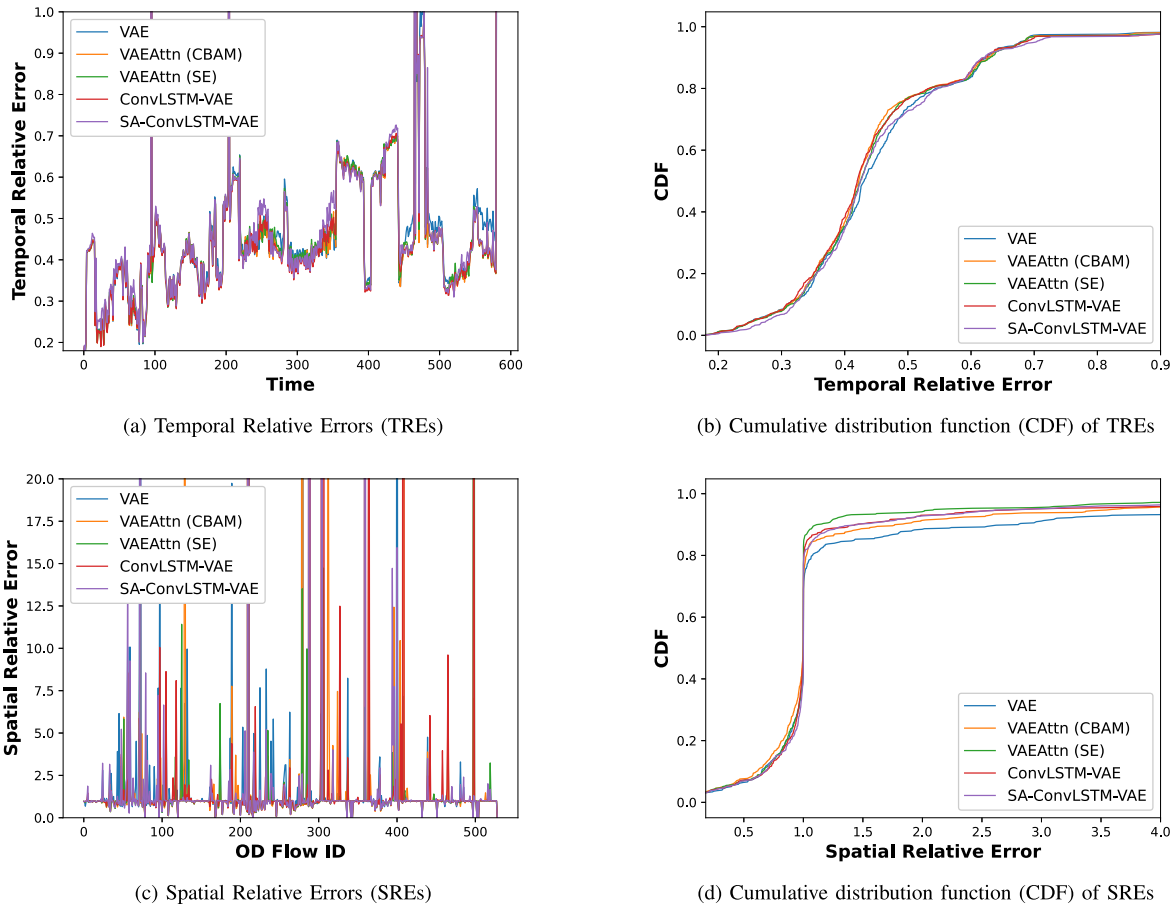 1.0
0.9
0.8
0.7
0.6
0.5
0.4
0.3
0.2
Temporal Relative Error
VAE
VAEAttn (CBAM)
VAEAttn (SE)
ConvLSTM-VAE
SA-ConvLSTM-VAE
0 100 200 300 400 500 600
Time
(a) Temporal Relative Errors (TREs)
1.0
0.8
0.6
0.4
0.2
0.0
CDF
VAE
VAEAttn (CBAM)
VAEAttn (SE)
ConvLSTM-VAE
SA-ConvLSTM-VAE
0.2 0.3 0.4 0.5 0.6 0.7 0.8 0.9
Temporal Relative Error
(b) Cumulative distribution function (CDF) of TREs
20.0
17.5
15.0
12.5
10.0
7.5
5.0
2.5
0.0
Spatial Relative Error
VAE
VAEAttn (CBAM)
VAEAttn (SE)
ConvLSTM-VAE
SA-ConvLSTM-VAE
0 100 200 300 400 500
OD Flow ID
(c) Spatial Relative Errors (SREs)
1.0
0.8
0.6
0.4
0.2
0.0
CDF
VAE
VAEAttn (CBAM)
VAEAttn (SE)
ConvLSTM-VAE
SA-ConvLSTM-VAE
0.5 1.0 1.5 2.0 2.5 3.0 3.5 4.0
Spatial Relative Error
(d) Cumulative distribution function (CDF) of SREs